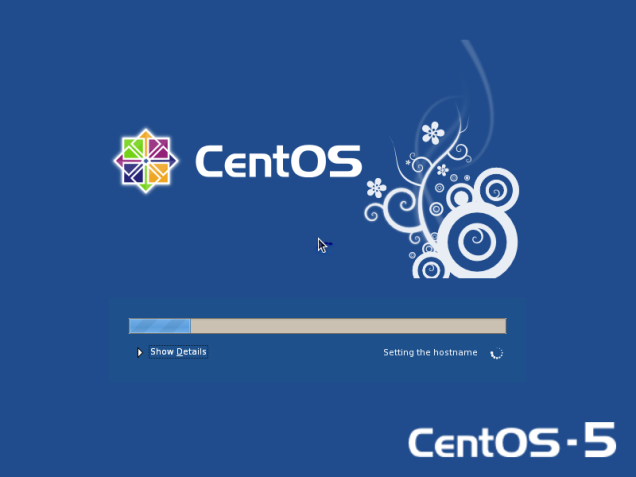 CentOS
Show Details
Setting the hostname
CentOS-5